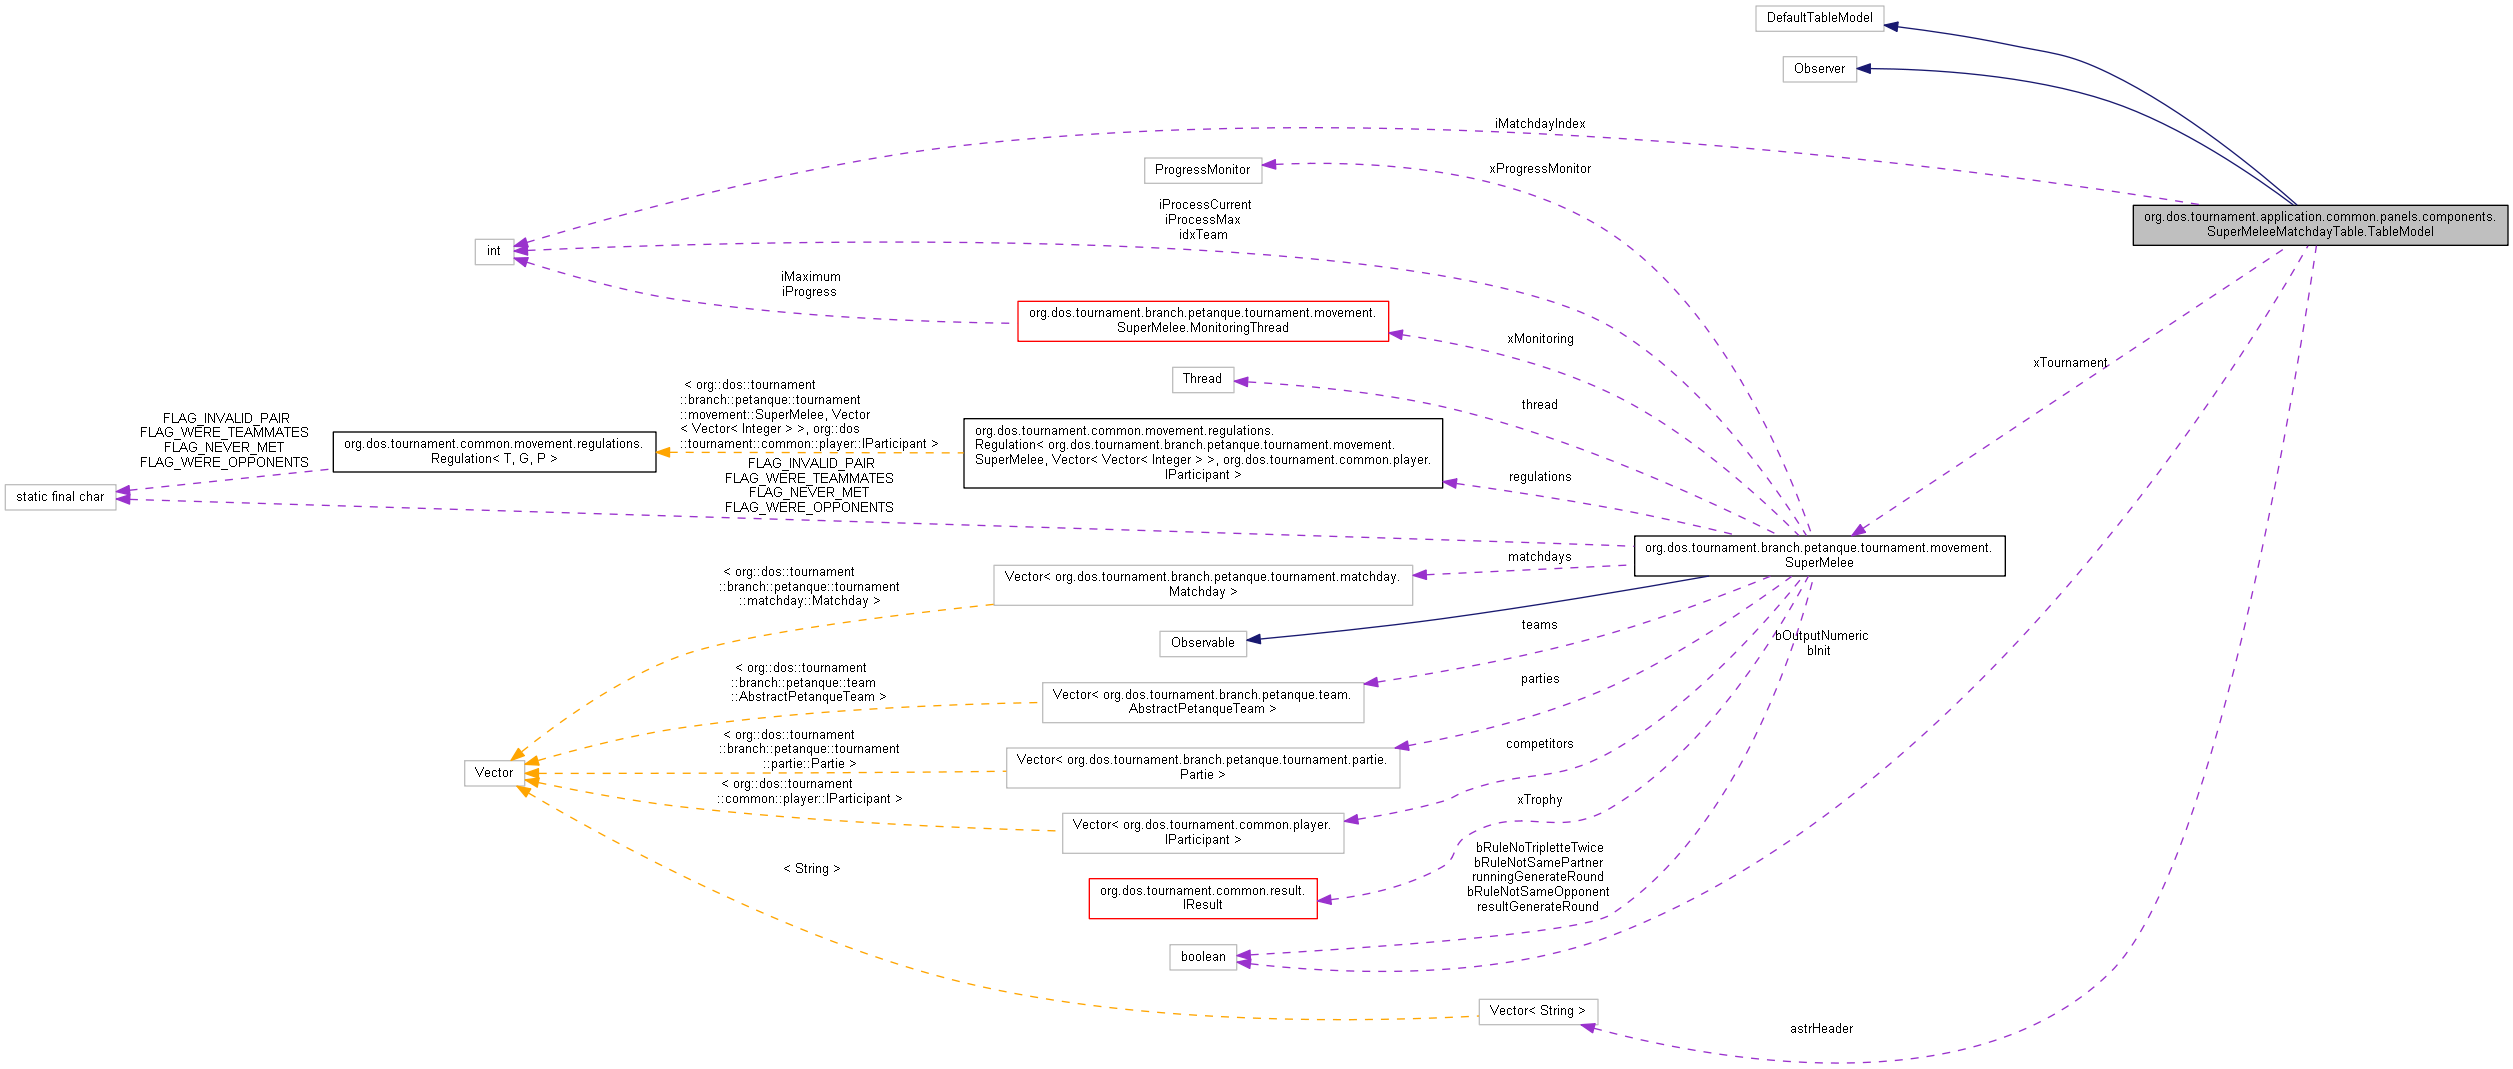 DefaultTableModel
Observer
iMatchdayIndex
ProgressMonitor
xProgressMonitor
iProcessCurrent
iProcessMax
idxTeam
org.dos.tournament.application.common.panels.components.
SuperMeleeMatchdayTable.TableModel
int
iMaximum
iProgress
org.dos.tournament.branch.petanque.tournament.movement.
SuperMelee.MonitoringThread
xMonitoring
xTournament
Thread
thread
< org::dos::tournament
::branch::petanque::tournament
::movement::SuperMelee, Vector
< Vector< Integer > >, org::dos
::tournament::common::player::IParticipant >
FLAG_INVALID_PAIR
FLAG_WERE_TEAMMATES
FLAG_NEVER_MET
FLAG_WERE_OPPONENTS
org.dos.tournament.common.movement.regulations.
Regulation< T, G, P >
org.dos.tournament.common.movement.regulations.
Regulation< org.dos.tournament.branch.petanque.tournament.movement.
SuperMelee, Vector< Vector< Integer > >, org.dos.tournament.common.player.
IParticipant >
regulations
static final char
FLAG_INVALID_PAIR
FLAG_WERE_TEAMMATES
FLAG_NEVER_MET
FLAG_WERE_OPPONENTS
org.dos.tournament.branch.petanque.tournament.movement.
SuperMelee
matchdays
Vector< org.dos.tournament.branch.petanque.tournament.matchday.
Matchday >
< org::dos::tournament
::branch::petanque::tournament
::matchday::Matchday >
Observable
teams
bOutputNumeric
bInit
< org::dos::tournament
::branch::petanque::team
::AbstractPetanqueTeam >
Vector< org.dos.tournament.branch.petanque.team.
AbstractPetanqueTeam >
parties
< org::dos::tournament
::branch::petanque::tournament
::partie::Partie >
Vector< org.dos.tournament.branch.petanque.tournament.partie.
Partie >
competitors
Vector
< org::dos::tournament
::common::player::IParticipant >
Vector< org.dos.tournament.common.player.
IParticipant >
xTrophy
< String >
org.dos.tournament.common.result.
IResult
bRuleNoTripletteTwice
bRuleNotSamePartner
runningGenerateRound
bRuleNotSameOpponent
resultGenerateRound
boolean
Vector< String >
astrHeader